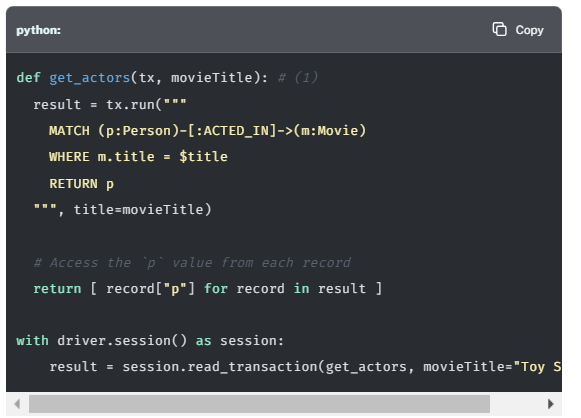 python:
Copy
def get_actors(tx, movieTitle): # (1)
  result = tx.run("""
    MATCH (p:Person)-[:ACTED_IN]->(m:Movie)
    WHERE m.title = $title
    RETURN p
  """, title=movieTitle)
  # Access the `p` value from each record
  return [ record["p"] for record in result ]
with driver.session() as session:
    result = session.read_transaction(get_actors, movieTitle="Toy S